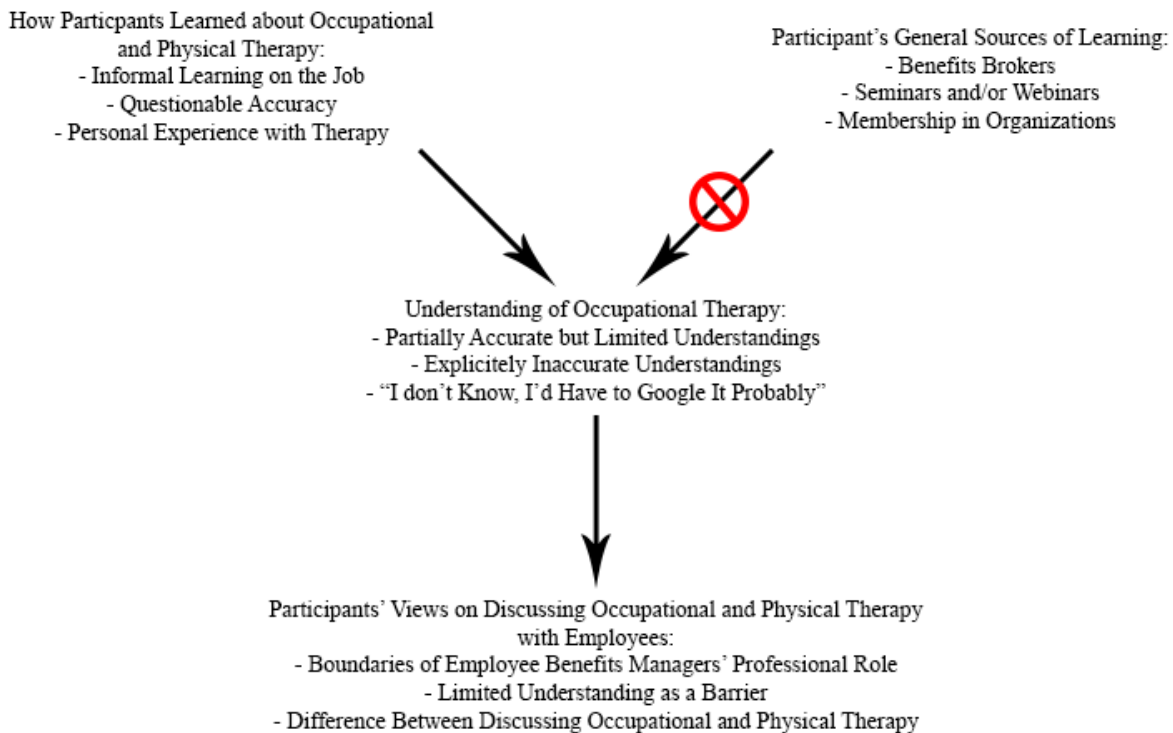 How Particpants Learned about Occupational
and Physical Therapy:
- Informal Learning on the Job
- Questionable Accuracy
- Personal Experience with Therapy
Participant’s General Sources of Learning:
- Benefits Brokers
- Seminars and/or Webinars
- Membership in Organizations
Understanding of Occupational Therapy:
- Partially Accurate but Limited Understandings
- Explicitely Inaccurate Understandings
- “I don’t Know, I’d Have to Google It Probably”
Participants’ Views on Discussing Occupational and Physical Therapy
with Employees:
- Boundaries of Employee Benefits Managers’ Professional Role
- Limited Understanding as a Barrier
- Difference Between Discussing Occupational and Physical Therapy